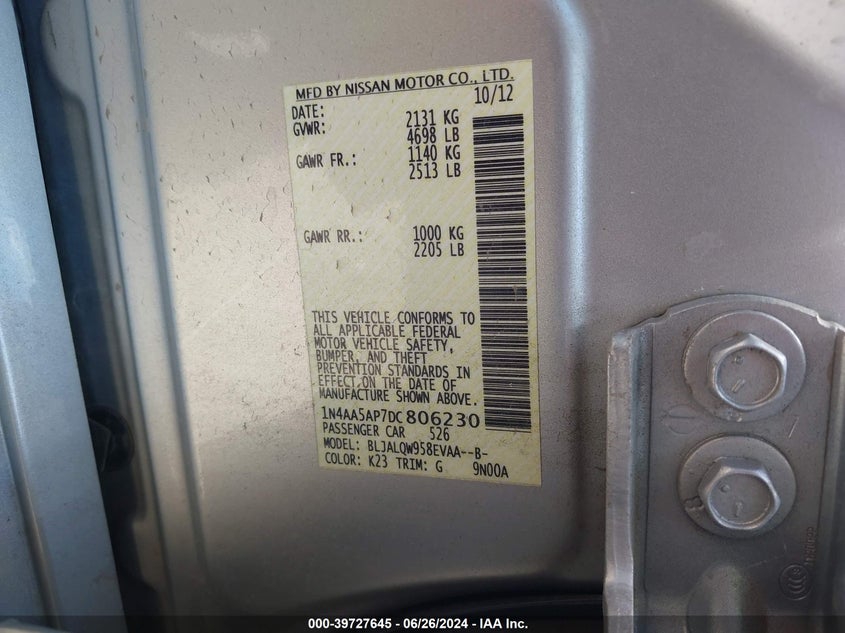 MFD BY NISSAN MOTOR CO., LTD.
DATE: 10/12
GVWR: 2131 KG
4698 LB
GAWR FR.: 1140 KG
2513 LB
GAWR RR.: 1000 KG
2205 LB
THIS VEHICLE CONFORMS TO
ALL APPLICABLE FEDERAL
MOTOR VEHICLE SAFETY,
BUMPER, AND THEFT
PREVENTION STANDARDS IN
EFFECT ON THE DATE OF
MANUFACTURE SHOWN ABOVE.
1N4AA5AP7DC806230
PASSENGER CAR 526
MODEL: BLJALQW958EVAA--B-
COLOR: K23 TRIM: G 9N00A
000-39727645 / 06/26/2024 - IAA Inc.